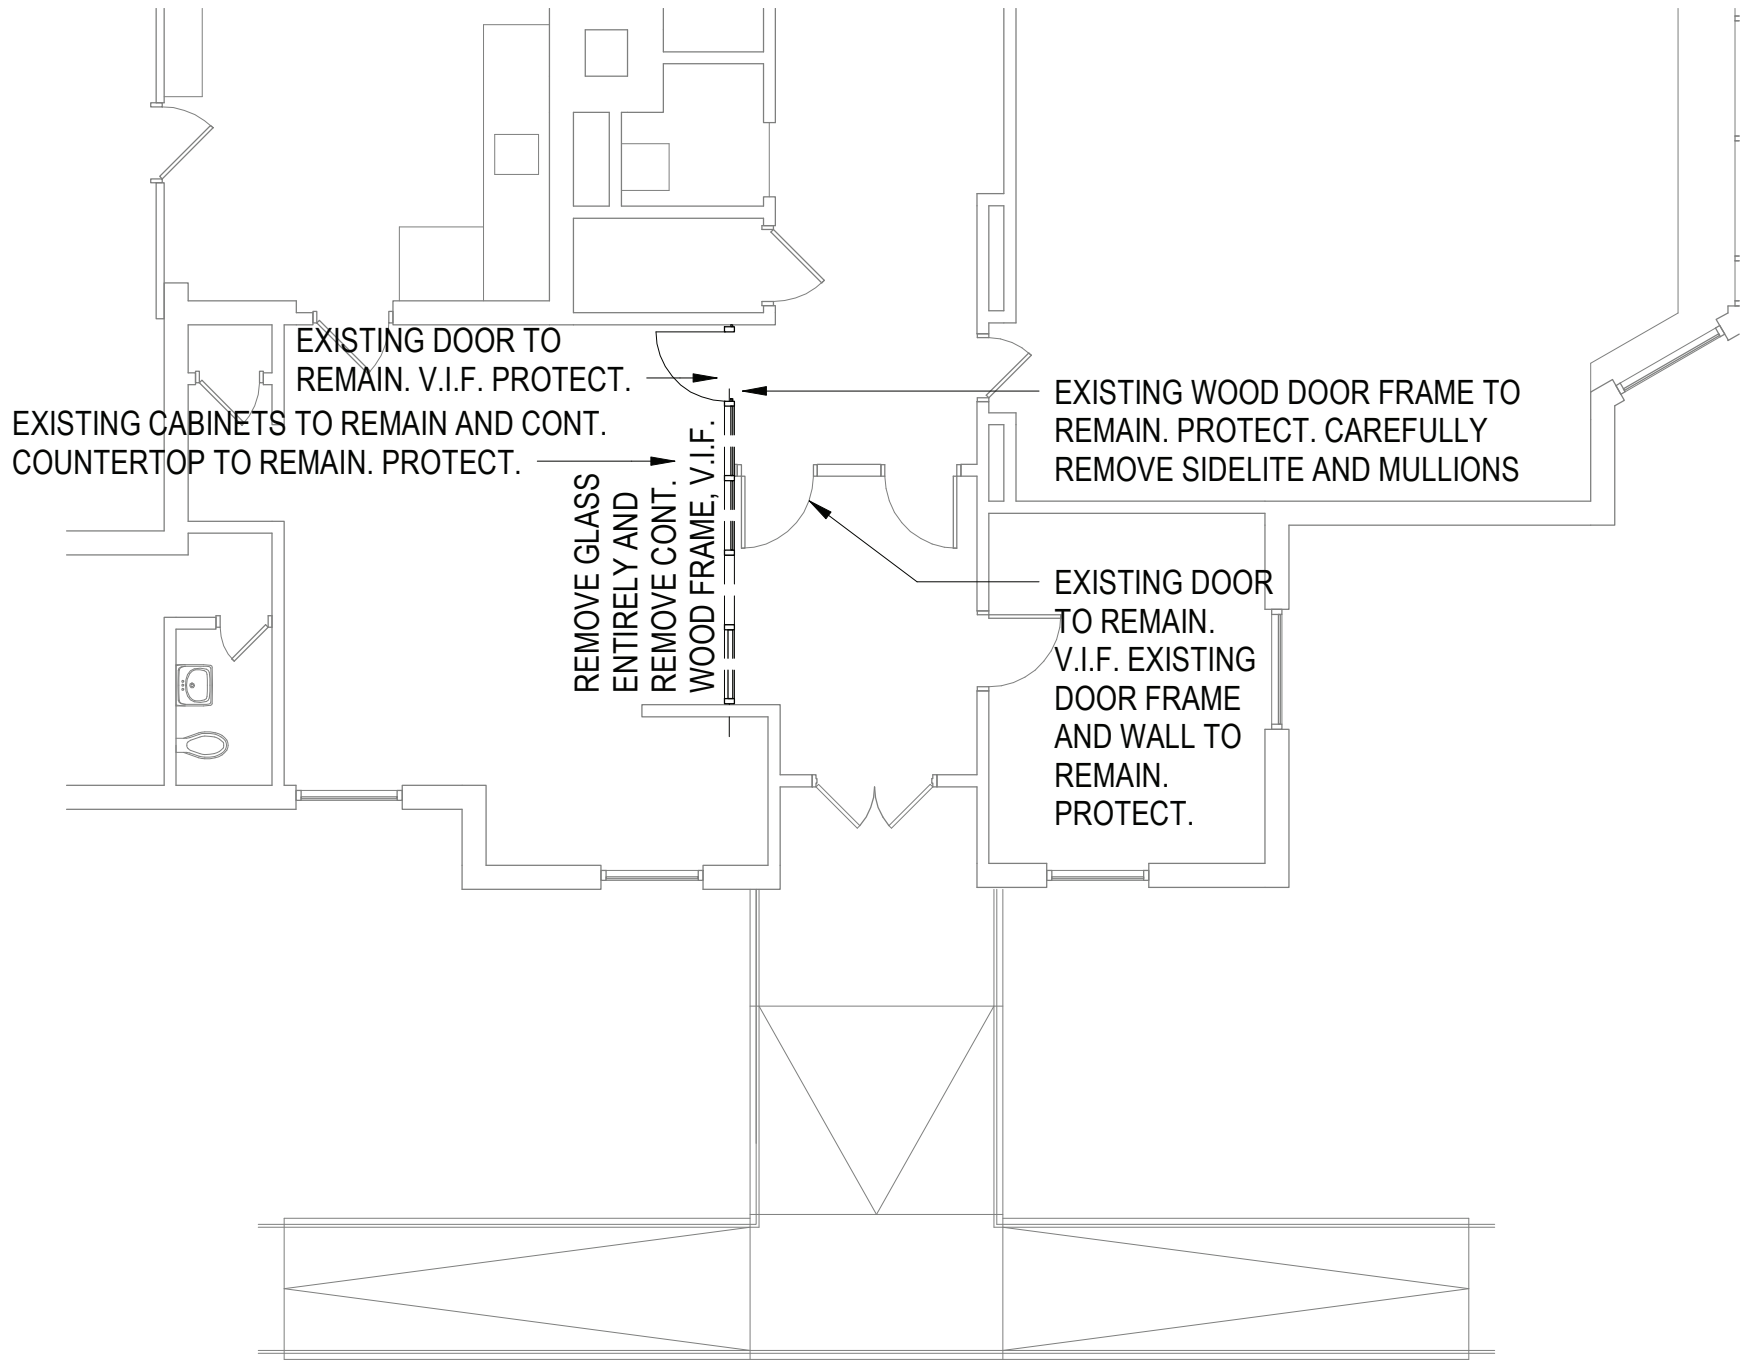 EXISTING DOOR TO
REMAIN. V.I.F. PROTECT.
EXISTING CABINETS TO REMAIN AND CONT.
COUNTERTOP TO REMAIN. PROTECT.
REMOVE GLASS
ENTIRELY AND
REMOVE CONT.
WOOD FRAME, V.I.F.
EXISTING WOOD DOOR FRAME TO
REMAIN. PROTECT. CAREFULLY
REMOVE SIDELITE AND MULLIONS
EXISTING DOOR
TO REMAIN.
V.I.F. EXISTING
DOOR FRAME
AND WALL TO
REMAIN.
PROTECT.